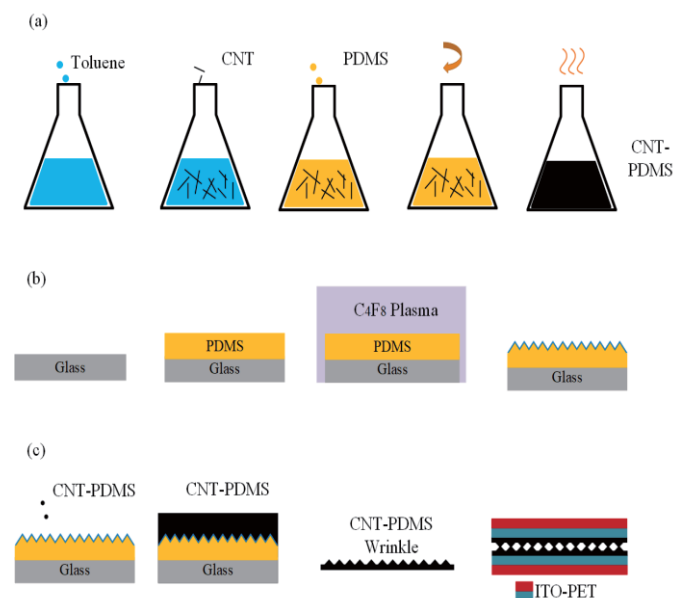 (a)
Toluene
CNT
PDMS
CNT-
PDMS
(b)
Glass
PDMS
Glass
C4F8 Plasma
PDMS
Glass
Glass
(c)
CNT-PDMS
Glass
CNT-PDMS
Glass
CNT-PDMS
Wrinkle
ITO-PET